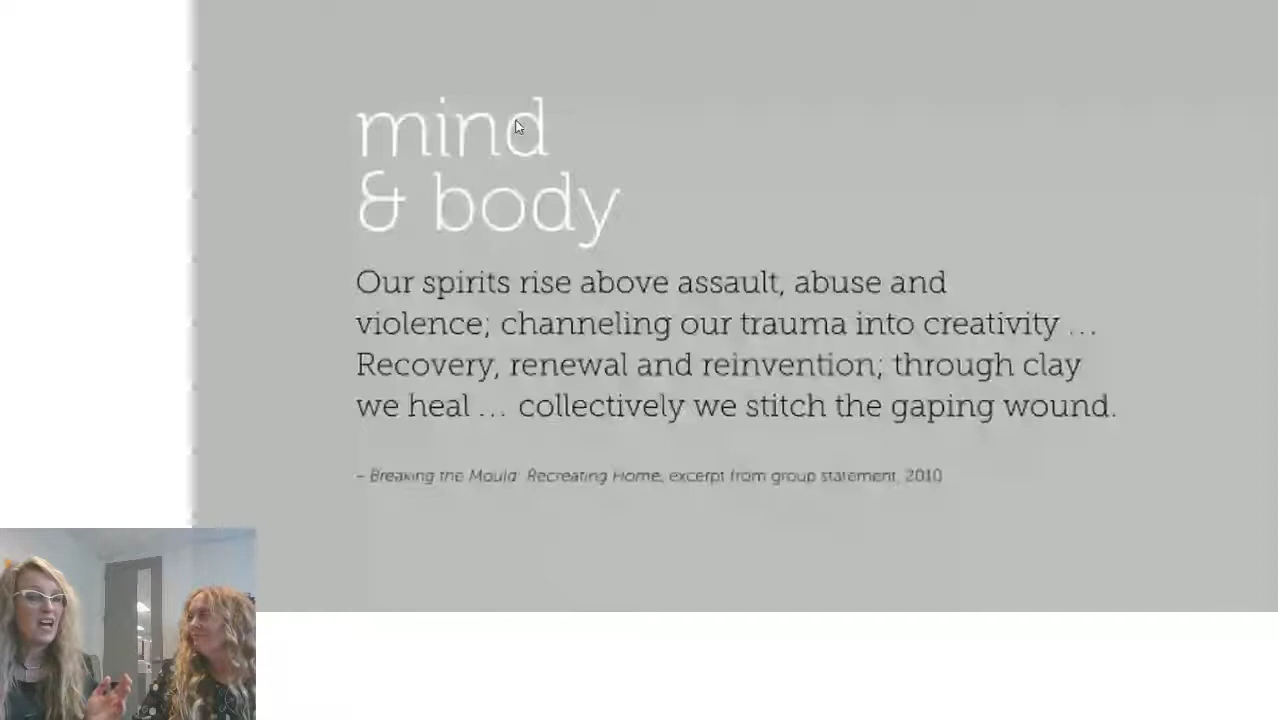 mind
& body
Our spirits rise above assault, abuse and
violence; channeling our trauma into creativity ...
Recovery, renewal and reinvention; through clay
we heal ... collectively we stitch the gaping wound.
– Breaking the Mould: Recreating Home, excerpt from group statement, 2010